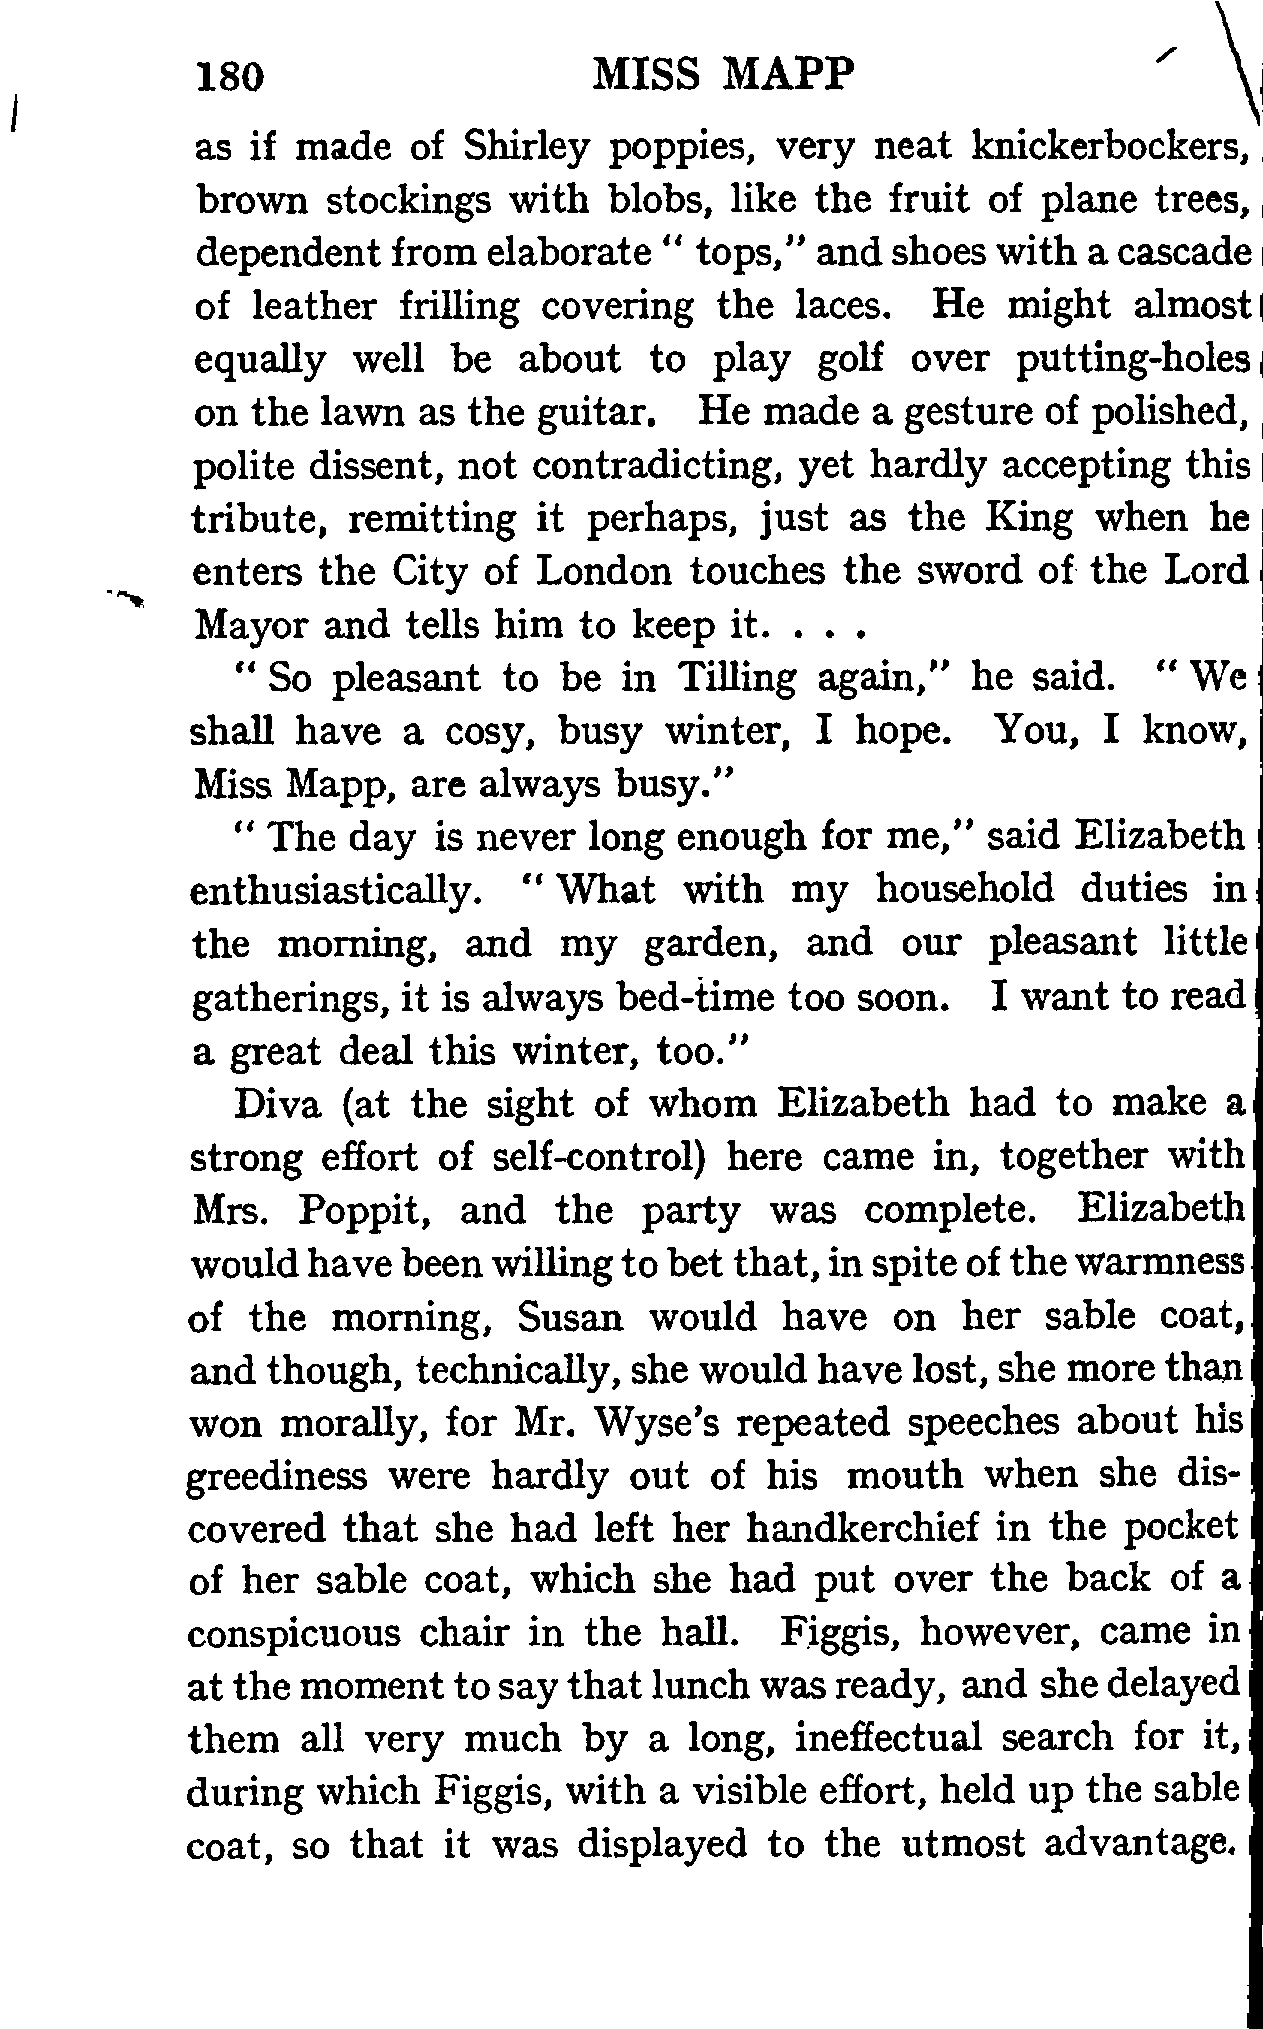 180 MISS MAPP
as if made of Shirley poppies, very neat knickerbockers,
brown stockings with blobs, like the fruit of plane trees,
dependent from elaborate " tops," and shoes with a cascade
of leather frilling covering the laces. He might almost
equally well be about to play golf over putting-holes
on the lawn as the guitar. He made a gesture of polished,
polite dissent, not contradicting, yet hardly accepting this
tribute, remitting it perhaps, just as the King when he
enters the City of London touches the sword of the Lord
Mayor and tells him to keep it. . . .
" So pleasant to be in Tilling again," he said. " We
shall have a cosy, busy winter, I hope. You, I know,
Miss Mapp, are always busy."
" The day is never long enough for me," said Elizabeth
enthusiastically. " What with my household duties in
the morning, and my garden, and our pleasant little
gatherings, it is always bed-time too soon. I want to read
a great deal this winter, too."
Diva (at the sight of whom Elizabeth had to make a
strong effort of self-control) here came in, together with
Mrs. Poppit, and the party was complete. Elizabeth
would have been willing to bet that, in spite of the warmness
of the morning, Susan would have on her sable coat,
and though, technically, she would have lost, she more than
won morally, for Mr. Wyse's repeated speeches about his
greediness were hardly out of his mouth when she dis-
covered that she had left her handkerchief in the pocket
of her sable coat, which she had put over the back of a
conspicuous chair in the hall. Figgis, however, came in
at the moment to say that lunch was ready, and she delayed
them all very much by a long, ineffectual search for it,
during which Figgis, with a visible effort, held up the sable
coat, so that it was displayed to the utmost advantage.